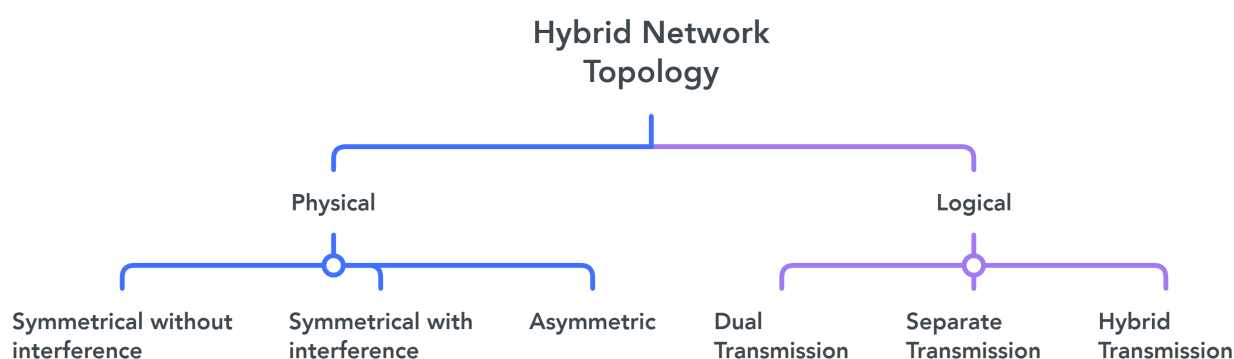 Hybrid Network
Topology
Physical
Logical
Symmetrical without
interference
Symmetrical with
interference
Asymmetric
Dual
Transmission
Separate
Transmission
Hybrid
Transmission